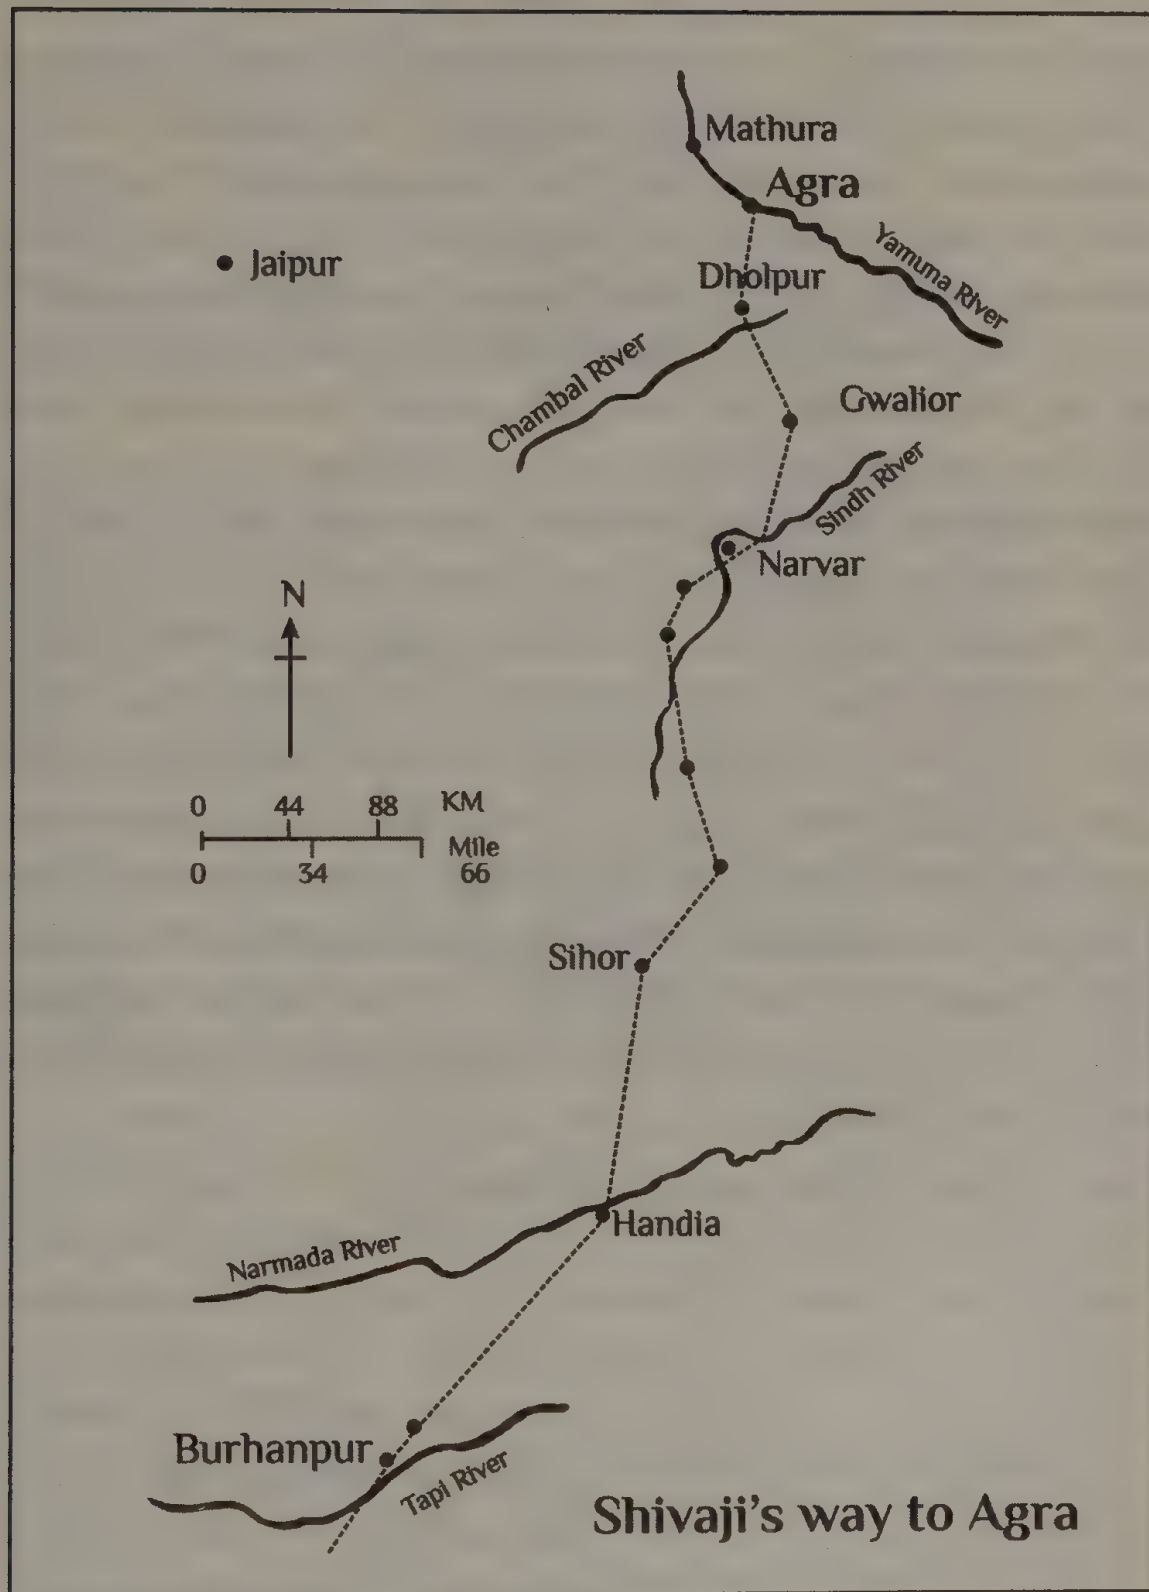 Mathura
Agra
Yamuna River
Jaipur
Dholpur
Chambal River
Gwalior
Sindh River
Narvar
N
0 44 88 KM
Mile
0 34 66
Sihor
Handia
Narmada River
Burhanpur
Tapi River
Shivaji's way to Agra